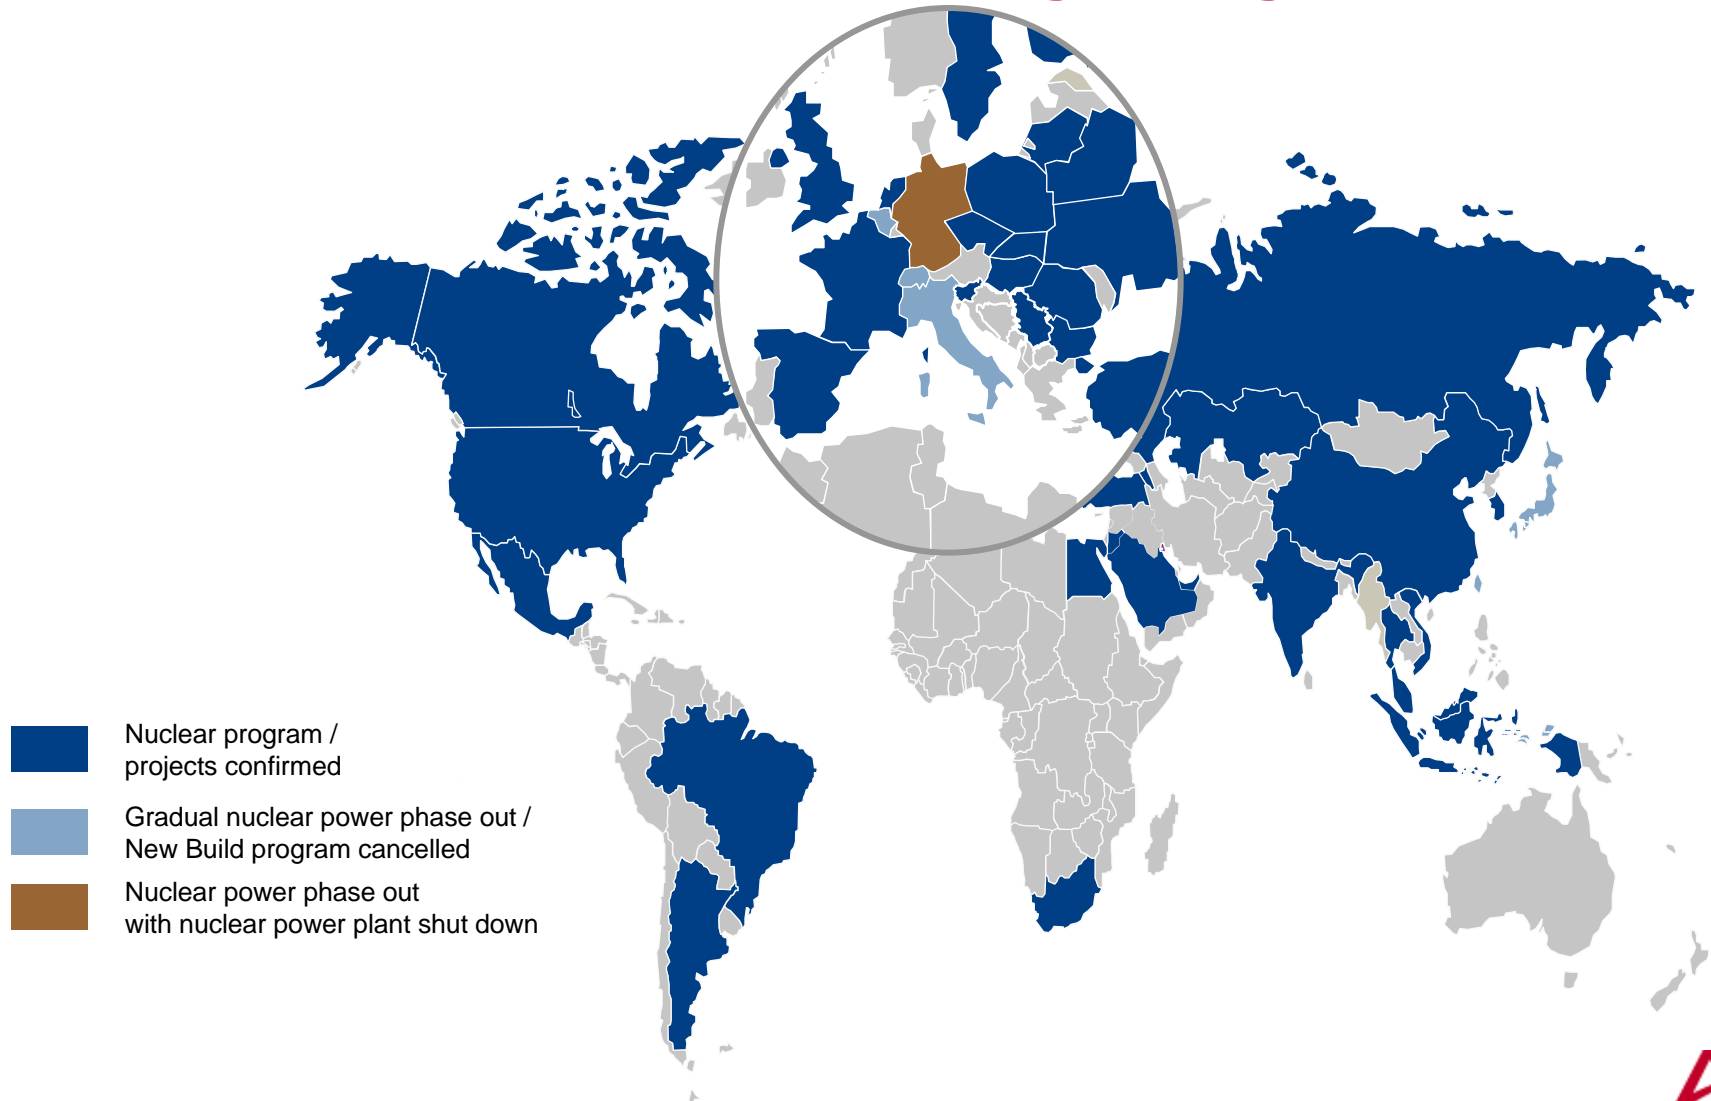 Nuclear program /
projects confirmed
Gradual nuclear power phase out /
New Build program cancelled
Nuclear power phase out
with nuclear power plant shut down